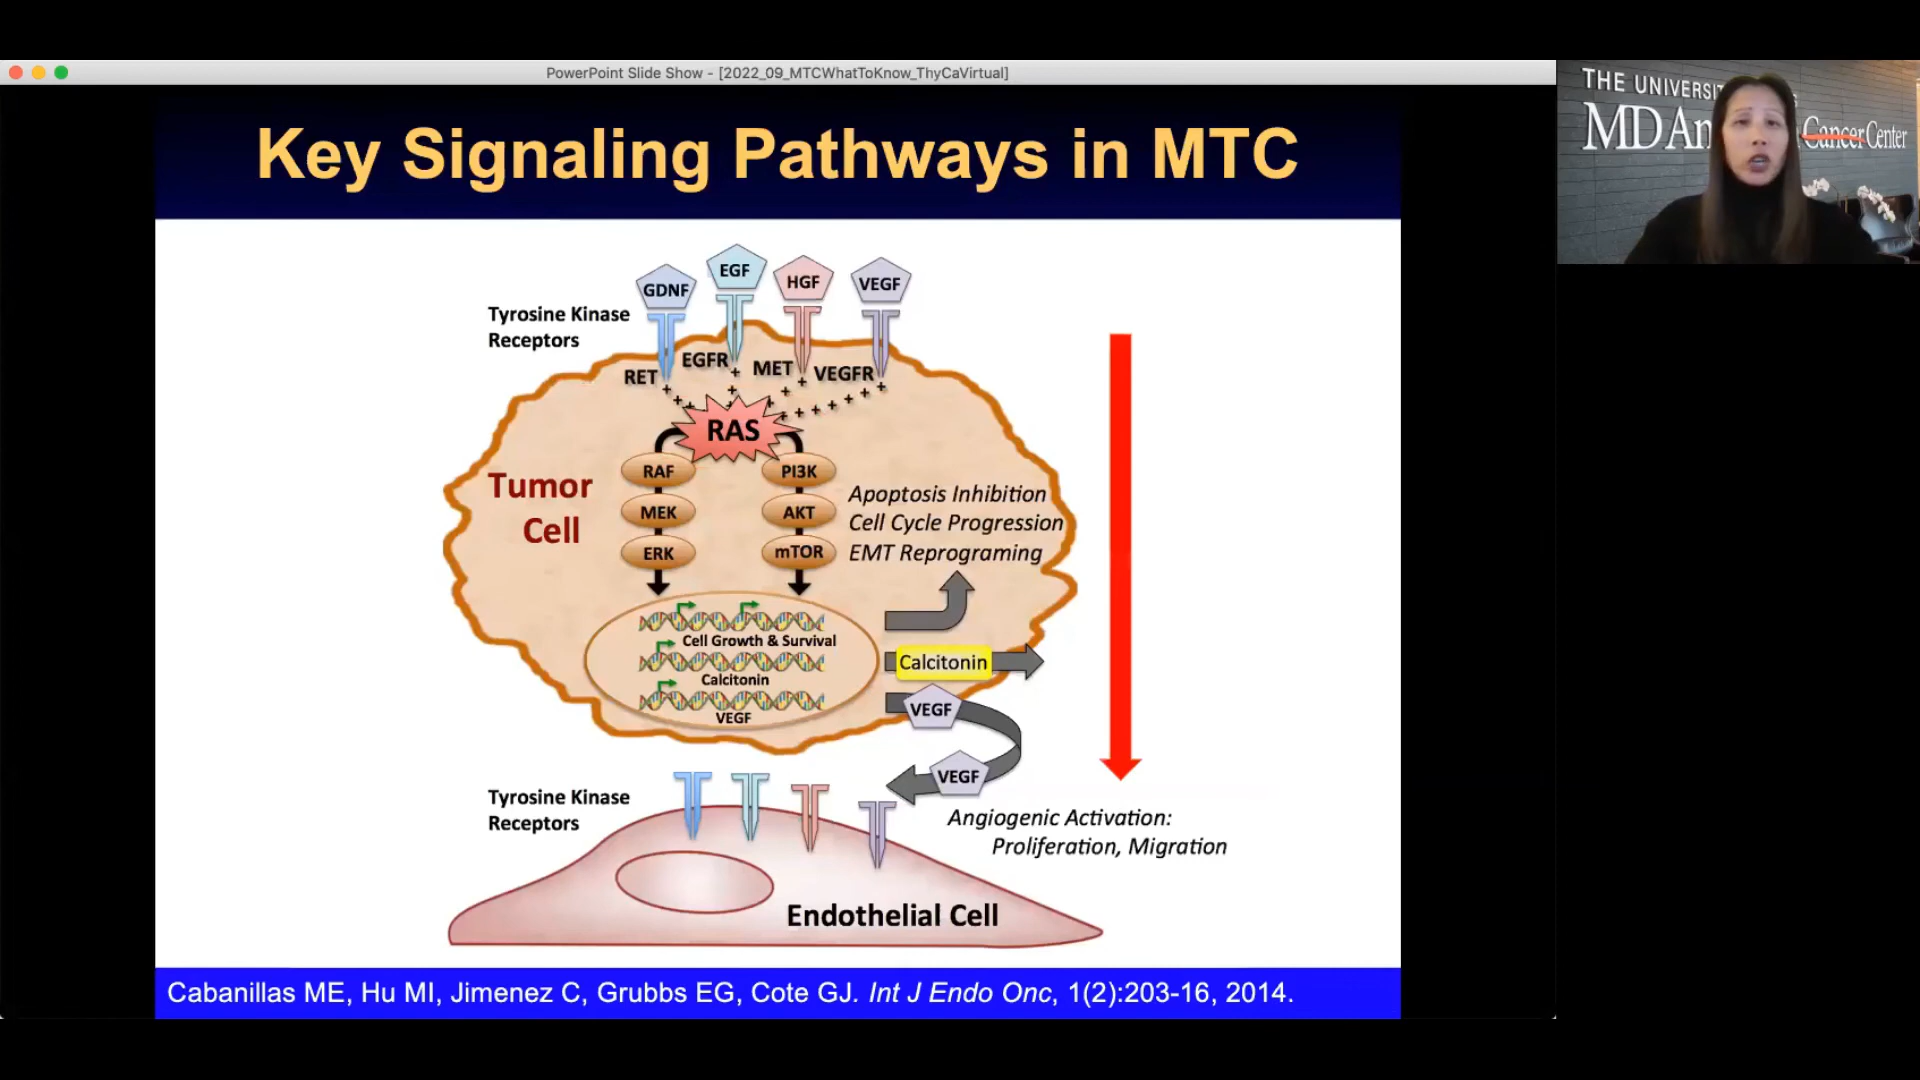 PowerPoint Slide Show - [2022_09_MTCWhatToKnow_ThyCaVirtual]
THE UNIVERSI
MD An Cancer Center
Key Signaling Pathways in MTC
GDNF
EGF
HGF
VEGF
Tyrosine Kinase
Receptors
RET
EGFR
MET
VEGFR
RAS
RAF
PI3K
MEK
AKT
ERK
mTOR
Tumor
Cell
Apoptosis Inhibition
Cell Cycle Progression
EMT Reprograming
Cell Growth & Survival
Calcitonin
VEGF
Calcitonin
VEGF
VEGF
Tyrosine Kinase
Receptors
Angiogenic Activation:
Proliferation, Migration
Endothelial Cell
Cabanillas ME, Hu MI, Jimenez C, Grubbs EG, Cote GJ. Int J Endo Onc, 1(2):203-16, 2014.